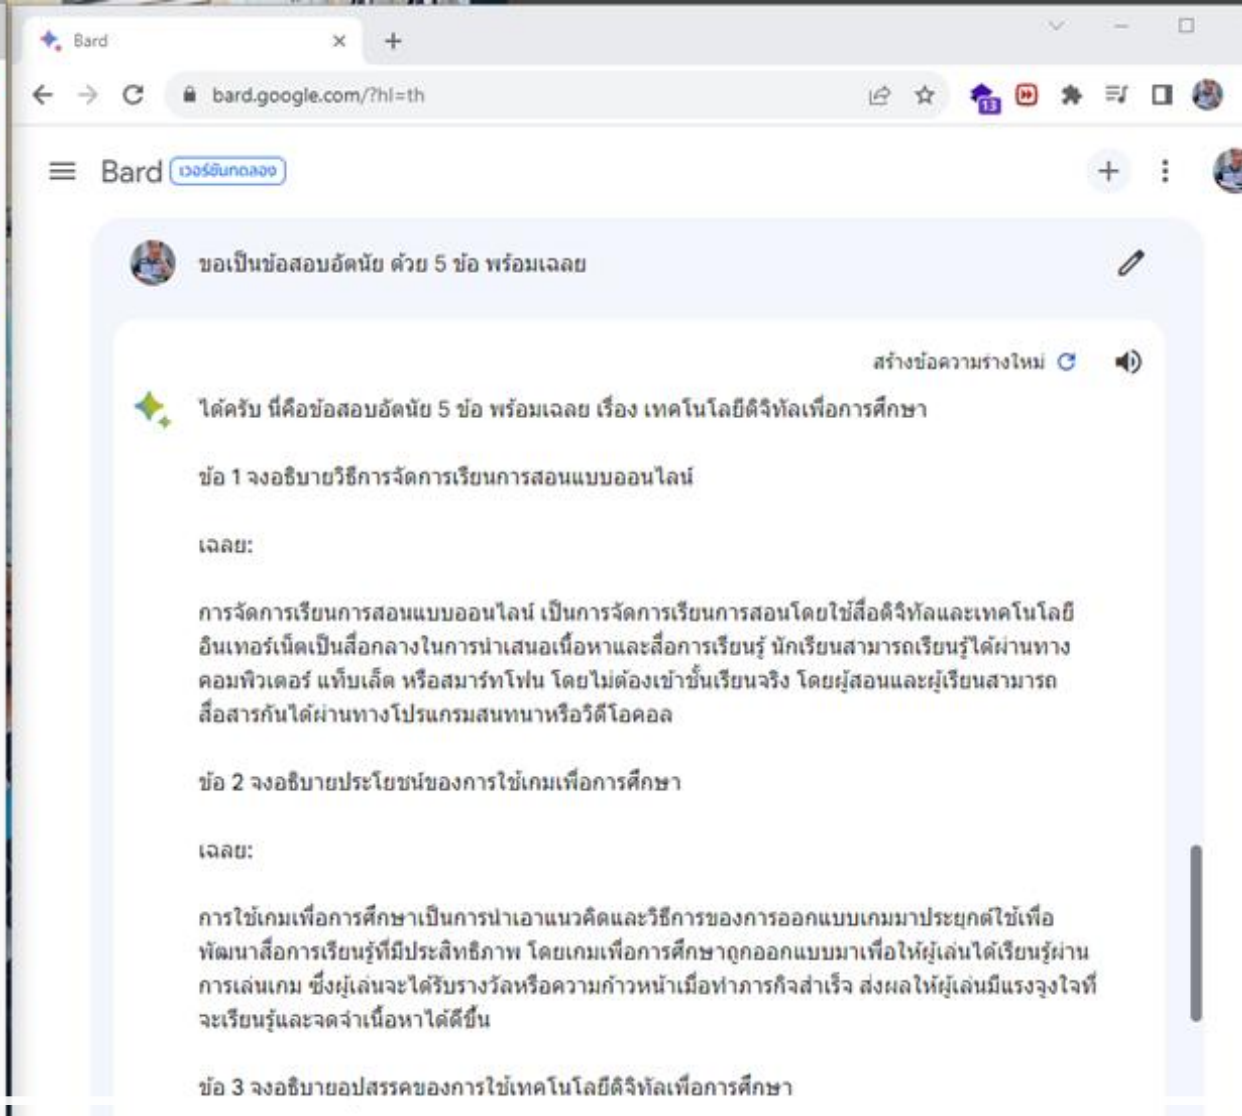 Bard
bard.google.com/?hl=th
13
Bard เวอร์ชันทดลอง
ขอเป็นข้อสอบอัตนัย ด้วย 5 ข้อ พร้อมเฉลย
สร้างข้อความร่างใหม่
ได้ครับ นี่คือข้อสอบอัตนัย 5 ข้อ พร้อมเฉลย เรื่อง เทคโนโลยีดิจิทัลเพื่อการศึกษา
ข้อ 1 จงอธิบายวิธีการจัดการเรียนการสอนแบบออนไลน์
เฉลย:
การจัดการเรียนการสอนแบบออนไลน์ เป็นการจัดการเรียนการสอนโดยใช้สื่อดิจิทัลและเทคโนโลยี
อินเทอร์เน็ตเป็นสื่อกลางในการนำเสนอเนื้อหาและสื่อการเรียนรู้ นักเรียนสามารถเรียนรู้ได้ผ่านทาง
คอมพิวเตอร์ แท็บเล็ต หรือสมาร์ทโฟน โดยไม่ต้องเข้าชั้นเรียนจริง โดยผู้สอนและผู้เรียนสามารถ
สื่อสารกันได้ผ่านทางโปรแกรมสนทนาหรือวิดีโอคอล
ข้อ 2 จงอธิบายประโยชน์ของการใช้เกมเพื่อการศึกษา
เฉลย:
การใช้เกมเพื่อการศึกษาเป็นการนำเอาแนวคิดและวิธีการของการออกแบบเกมมาประยุกต์ใช้เพื่อ
พัฒนาสื่อการเรียนรู้ที่มีประสิทธิภาพ โดยเกมเพื่อการศึกษาถูกออกแบบมาเพื่อให้ผู้เล่นได้เรียนรู้ผ่าน
การเล่นเกม ซึ่งผู้เล่นจะได้รับรางวัลหรือความก้าวหน้าเมื่อทำภารกิจสำเร็จ ส่งผลให้ผู้เล่นมีแรงจูงใจที่
จะเรียนรู้และจดจำเนื้อหาได้ดีขึ้น
ข้อ 3 จงอธิบายอุปสรรคของการใช้เทคโนโลยีดิจิทัลเพื่อการศึกษา